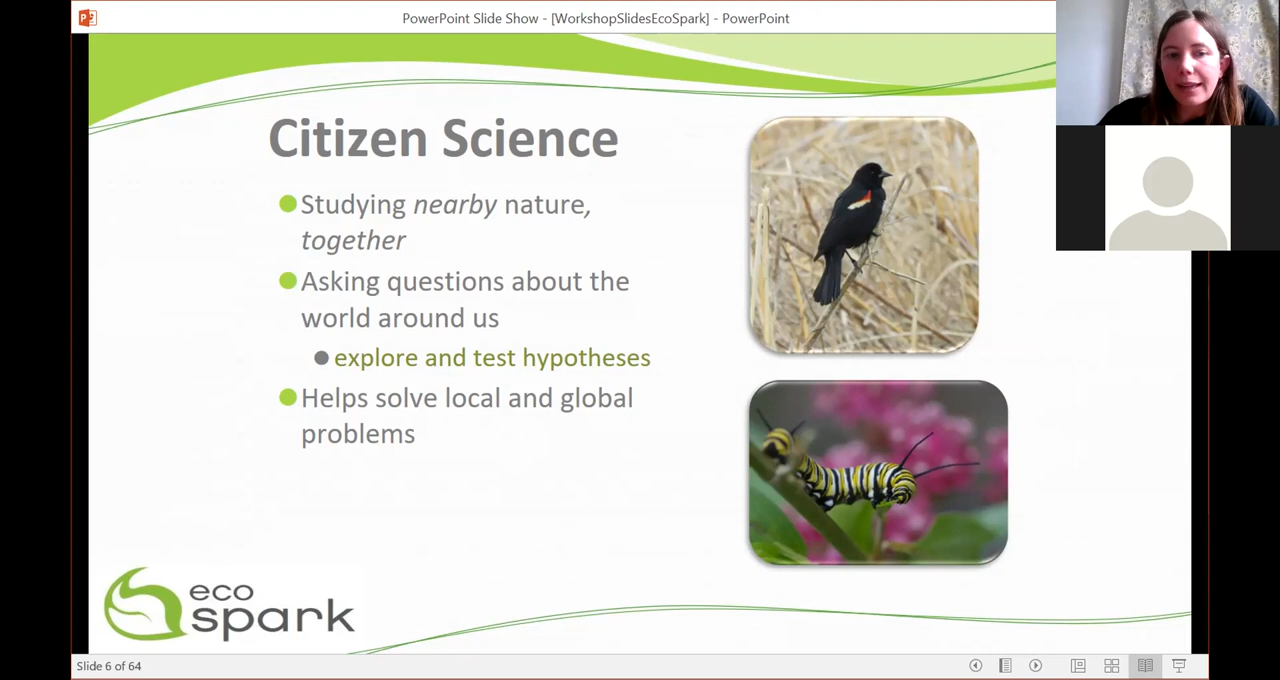 PowerPoint Slide Show - [WorkshopSlidesEcoSpark] - PowerPoint
Citizen Science
Studying nearby nature,
together
Asking questions about the
world around us
explore and test hypotheses
Helps solve local and global
problems
eco
spark
Slide 6 of 64